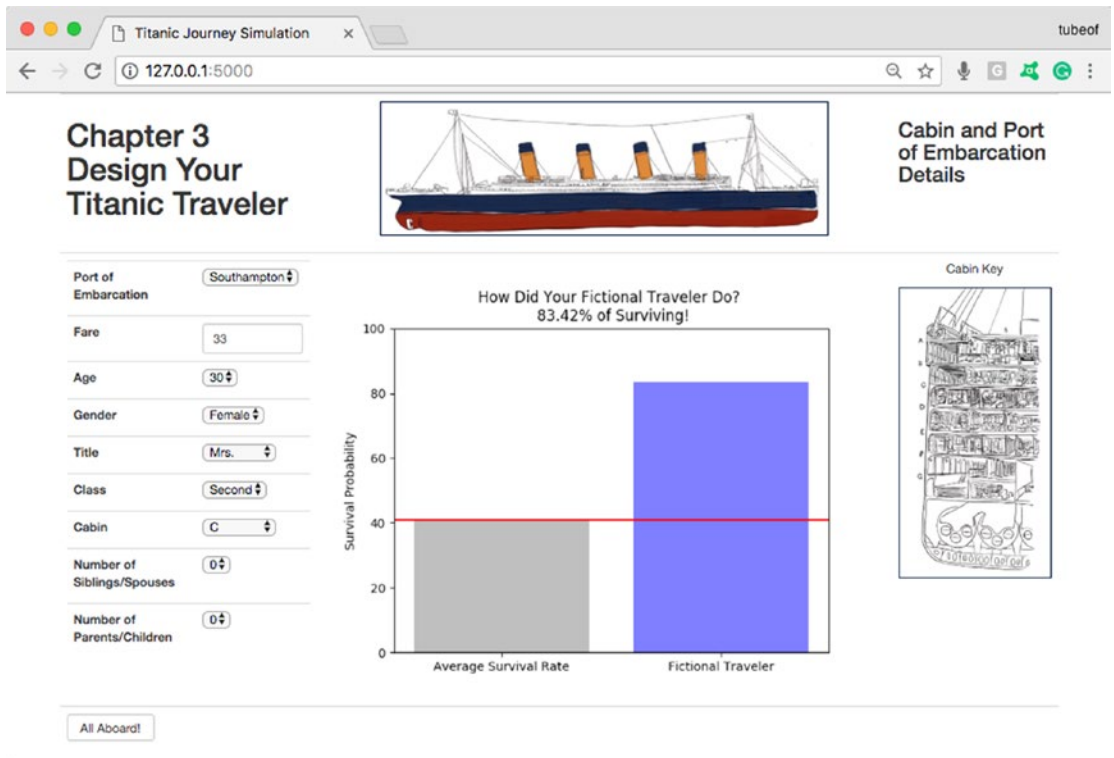 Titanic Journey Simulation
tubeof
127.0.0.1:5000
Chapter 3
Design Your
Titanic Traveler
Cabin and Port
of Embarcation
Details
Port of
Embarcation
Southampton
Fare
33
Age
30
Gender
Female
Title
Mrs.
Class
Second
Cabin
C
Number of
Siblings/Spouses
0
Number of
Parents/Children
0
How Did Your Fictional Traveler Do?
83.42% of Surviving!
Survival Probability
100
80
60
40
20
0
Average Survival Rate
Fictional Traveler
Cabin Key
All Aboard!